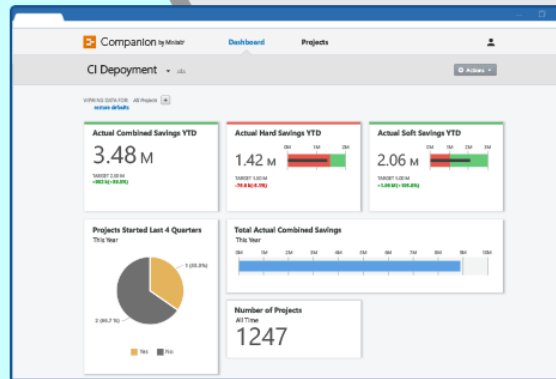 Companion by Minitab
Dashboard
Projects
CI Depoyment
Actions
VIEWING DATA FOR: All Projects +
restore defaults
Actual Combined Savings YTD
3.48 M
Actual Hard Savings YTD
1.42 M
0M 1M 2M
Actual Soft Savings YTD
2.06 M
0M 1M 2M 3M
Projects Started Last 4 Quarters
This Year
1 (33.3%)
2 (66.7 %)
Yes
No
Total Actual Combined Savings
This Year
0M 1M 2M 3M 4M 5M 6M 7M 8M 9M 10M
Number of Projects
All Time
1247